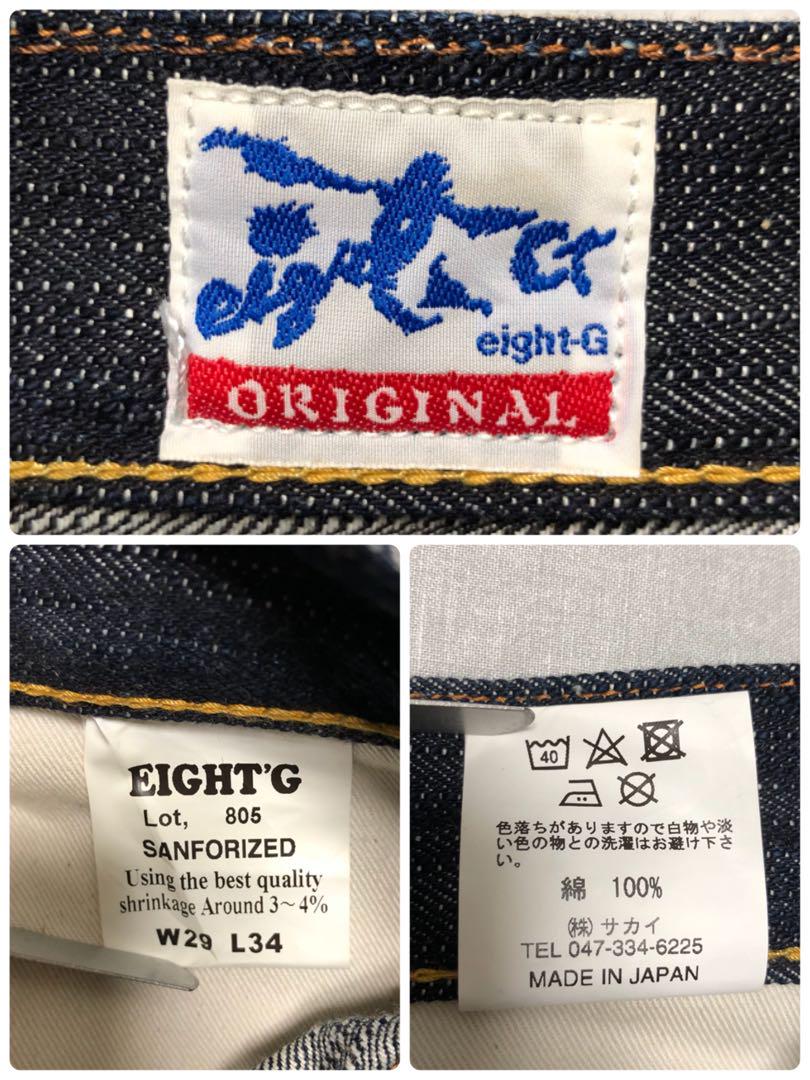 eight-G
eight-G
ORIGINAL
EIGHT'G
Lot, 805
SANFORIZED
Using the best quality
shrinkage Around 3~4%
W29 L34
40
色落ちがありますので白物や淡
い色の物との洗濯はお避け下さ
い。
綿 100%
㈱サカイ
TEL 047-334-6225
MADE IN JAPAN